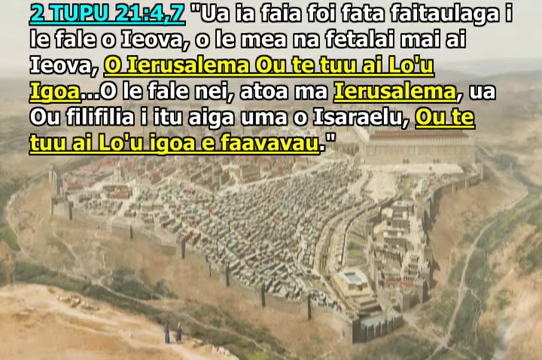 2 TUPU 21:4,7 "Ua ia faia foi fata faitaulaga i
le fale o Ieova, o le mea na fetalai mai ai
Ieova, O Ierusalema Ou te tuu ai Lo'u
Igoa...O le fale nei, atoa ma Ierusalema, ua
Ou filifilia i itu aiga uma o Isaraelu, Ou te
tuu ai Lo'u igoa e faavavau."